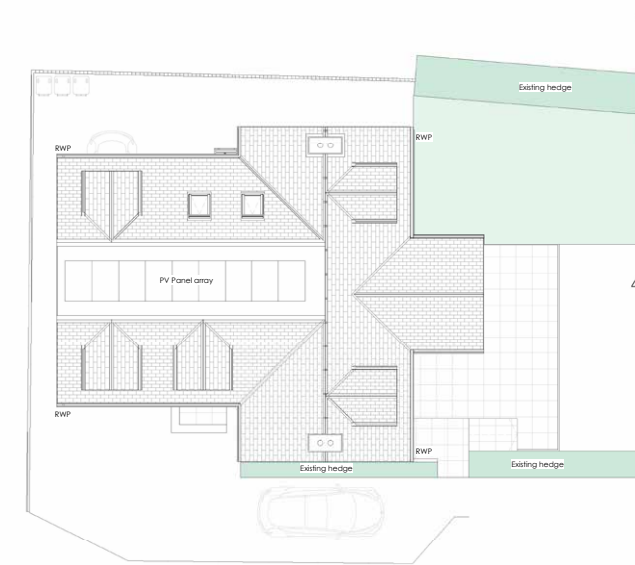 Existing hedge
RWP
RWP
PV Panel array
RWP
RWP
Existing hedge
Existing hedge